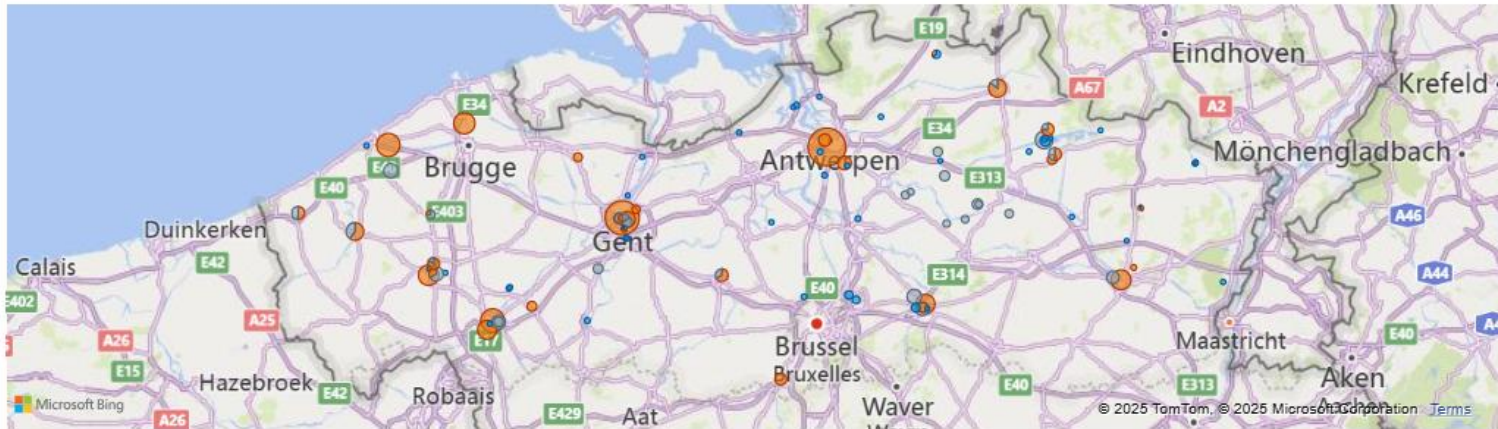 E19
Eindhoven
A67
Krefeld
E34
A2
E34
Brugge
Antwerpen
Mönchengladbach
E40
E313
E403
A46
Duinkerken
Gent
Calais
E42
E314
A44
E402
E40
A25
Maastricht
E40
A26
E17
Brussel
Bruxelles
E15
Hazebroek
E42
Robaais
E40
E313
Aken
Aachen
Microsoft Bing
A26
E429
Aat
Waver
© 2025 TomTom, © 2025 Microsoft Corporation Terms